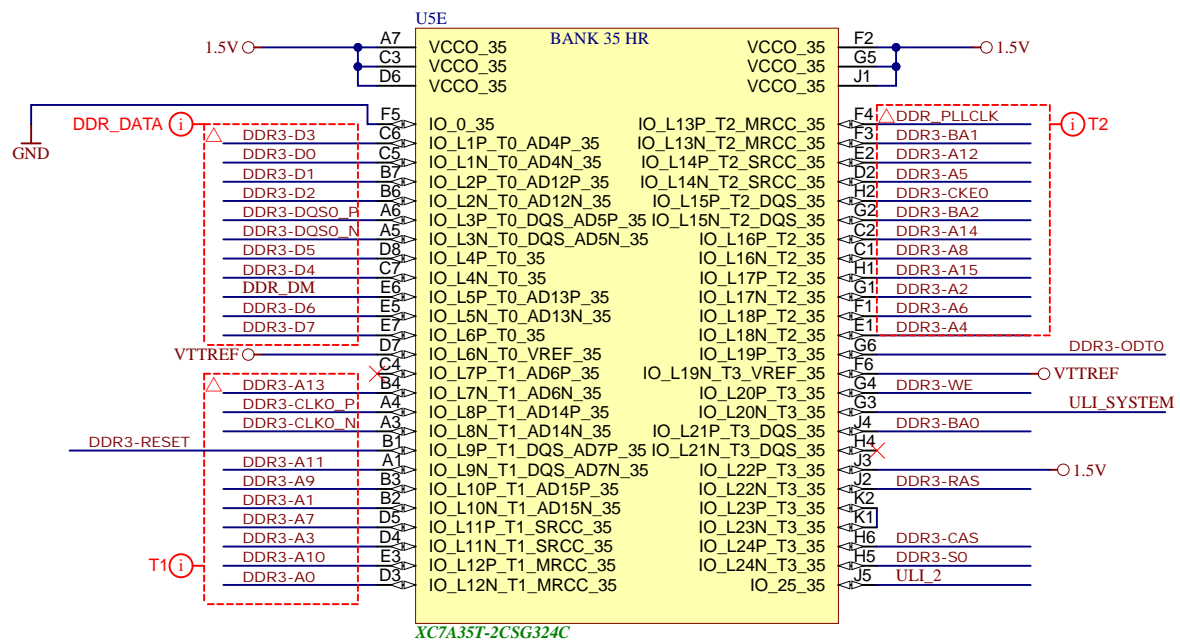 U5E
BANK 35 HR
1.5V A7 VCCO_35 VCCO_35 F2 1.5V
C3 VCCO_35 VCCO_35 G5
D6 VCCO_35 VCCO_35 J1
GND F5 IO_0_35 IO_L13P_T2_MRCC_35 F4 DDR_PLLCLK
DDR_DATA i T2 i
DDR3-D3 C6 IO_L1P_T0_AD4P_35 IO_L13N_T2_MRCC_35 F3 DDR3-BA1
DDR3-D0 C5 IO_L1N_T0_AD4N_35 IO_L14P_T2_SRCC_35 E2 DDR3-A12
DDR3-D1 B7 IO_L2P_T0_AD12P_35 IO_L14N_T2_SRCC_35 D2 DDR3-A5
DDR3-D2 B6 IO_L2N_T0_AD12N_35 IO_L15P_T2_DQS_35 H2 DDR3-CKE0
DDR3-DQS0_P A6 IO_L3P_T0_DQS_AD5P_35 IO_L15N_T2_DQS_35 G2 DDR3-BA2
DDR3-DQS0_N A5 IO_L3N_T0_DQS_AD5N_35 IO_L16P_T2_35 C2 DDR3-A14
DDR3-D5 D8 IO_L4P_T0_35 IO_L16N_T2_35 C1 DDR3-A8
DDR3-D4 C7 IO_L4N_T0_35 IO_L17P_T2_35 H1 DDR3-A15
DDR_DM E6 IO_L5P_T0_AD13P_35 IO_L17N_T2_35 G1 DDR3-A2
DDR3-D6 E5 IO_L5N_T0_AD13N_35 IO_L18P_T2_35 F1 DDR3-A6
DDR3-D7 E7 IO_L6P_T0_35 IO_L18N_T2_35 E1 DDR3-A4
VTTREF D7 IO_L6N_T0_VREF_35 IO_L19P_T3_35 G6 DDR3-ODT0
C4 IO_L7P_T1_AD6P_35 IO_L19N_T3_VREF_35 F6 VTTREF
DDR3-A13 B4 IO_L7N_T1_AD6N_35 IO_L20P_T3_35 G4 DDR3-WE
DDR3-CLK0_P A4 IO_L8P_T1_AD14P_35 IO_L20N_T3_35 G3 ULI_SYSTEM
DDR3-CLK0_N A3 IO_L8N_T1_AD14N_35 IO_L21P_T3_DQS_35 J4 DDR3-BA0
DDR3-RESET B1 IO_L9P_T1_DQS_AD7P_35 IO_L21N_T3_DQS_35 H4
DDR3-A11 A1 IO_L9N_T1_DQS_AD7N_35 IO_L22P_T3_35 J3 1.5V
DDR3-A9 B3 IO_L10P_T1_AD15P_35 IO_L22N_T3_35 J2 DDR3-RAS
DDR3-A1 B2 IO_L10N_T1_AD15N_35 IO_L23P_T3_35 K2
DDR3-A7 D5 IO_L11P_T1_SRCC_35 IO_L23N_T3_35 K1
DDR3-A3 D4 IO_L11N_T1_SRCC_35 IO_L24P_T3_35 H6 DDR3-CAS
T1 i DDR3-A10 E3 IO_L12P_T1_MRCC_35 IO_L24N_T3_35 H5 DDR3-S0
DDR3-A0 D3 IO_L12N_T1_MRCC_35 IO_25_35 J5 ULI_2
XC7A35T-2CSG324C